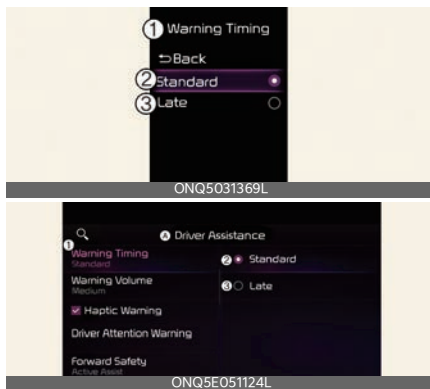 ① Warning Timing
⮌Back
② Standard
③ Late
ONQ5031369L
Ⓐ Driver Assistance
① Warning Timing
Standard
② Standard
Warning Volume
Medium
③ Late
Haptic Warning
Driver Attention Warning
Forward Safety
Active Assist
ONQ5E051124L